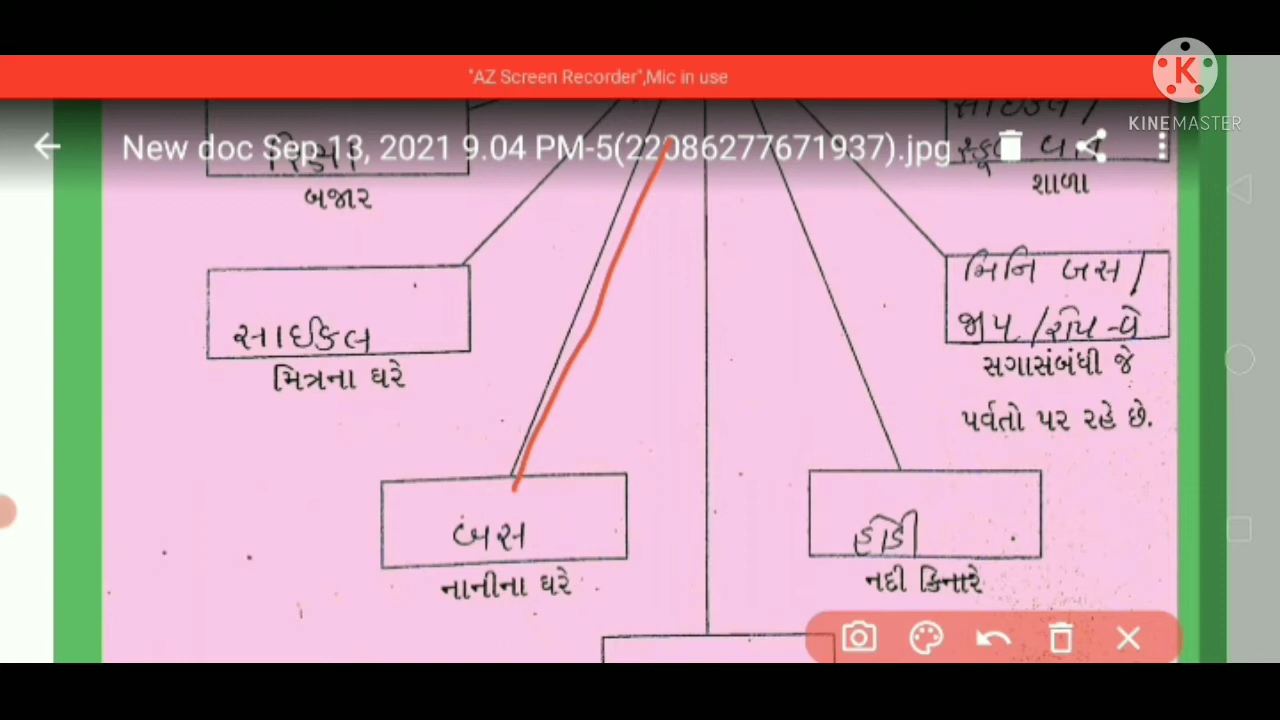 "AZ Screen Recorder",Mic in use
KINEMASTER
New doc Sep 13, 2021 9.04 PM-5(22086277671937).jpg
સાઇકલ /
બજાર
શાળા
મિનિ બસ /
જીપ /રોપ-વે
સાઈકલ
સગાસંબંધી જે
મિત્રના ઘરે
પર્વતો પર રહે છે.
બસ
હોડી
નાનીના ઘરે
નદી કિનારે